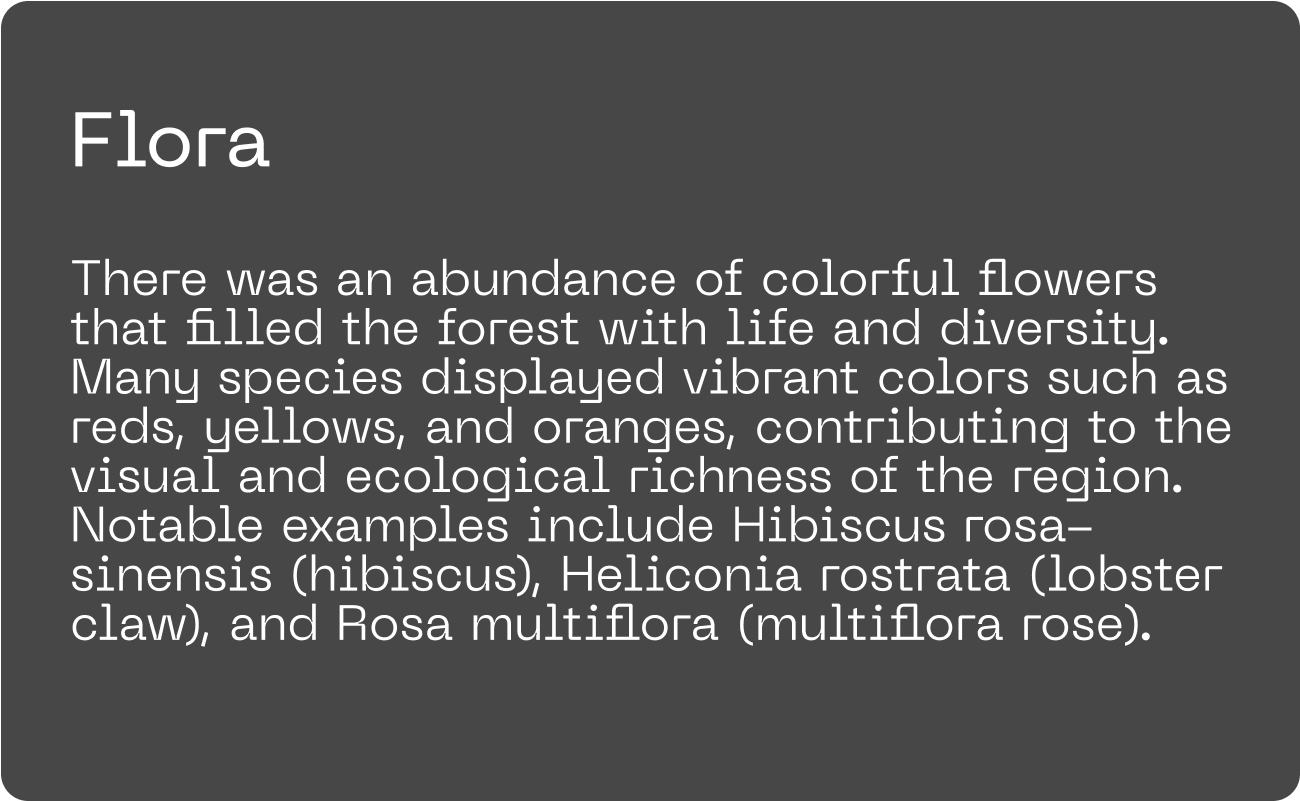 Flora
There was an abundance of colorful flowers
that filled the forest with life and diversity.
Many species displayed vibrant colors such as
reds, yellows, and oranges, contributing to the
visual and ecological richness of the region.
Notable examples include Hibiscus rosa-
sinensis (hibiscus), Heliconia rostrata (lobster
claw), and Rosa multiflora (multiflora rose).